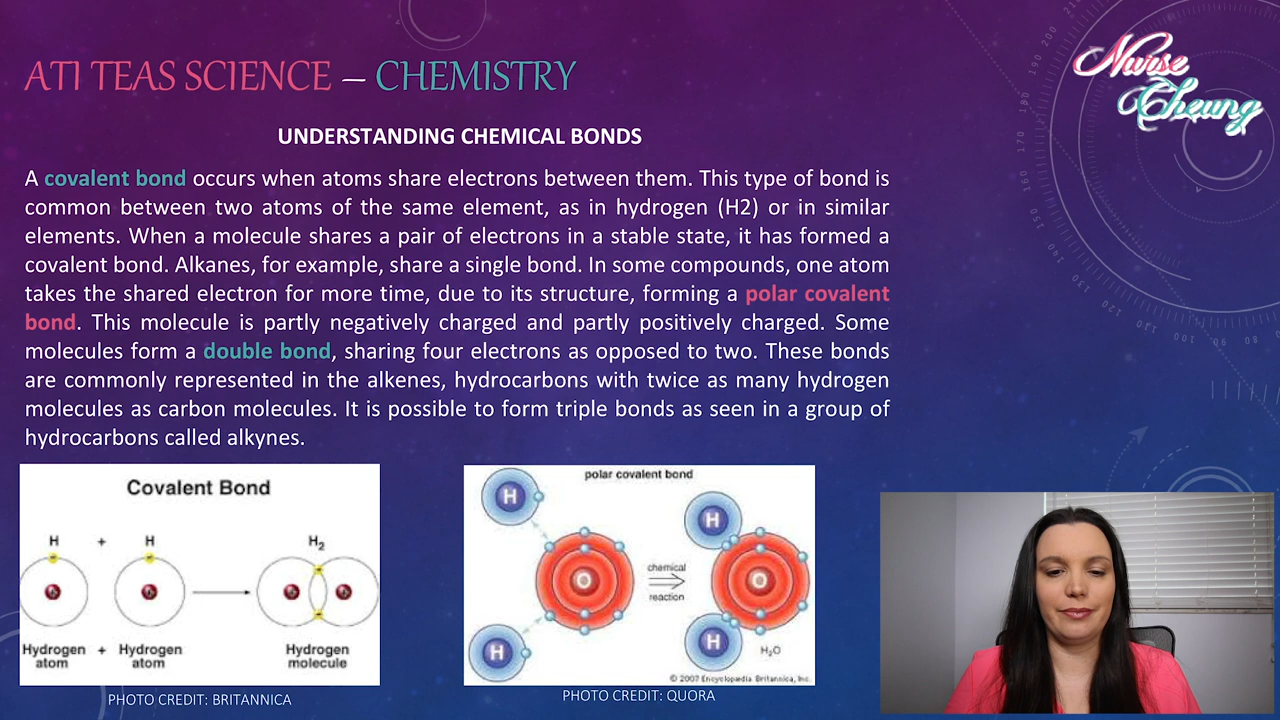 ATI TEAS SCIENCE – CHEMISTRY
Nurse
Cheung
UNDERSTANDING CHEMICAL BONDS
A covalent bond occurs when atoms share electrons between them. This type of bond is
common between two atoms of the same element, as in hydrogen (H2) or in similar
elements. When a molecule shares a pair of electrons in a stable state, it has formed a
covalent bond. Alkanes, for example, share a single bond. In some compounds, one atom
takes the shared electron for more time, due to its structure, forming a polar covalent
bond. This molecule is partly negatively charged and partly positively charged. Some
molecules form a double bond, sharing four electrons as opposed to two. These bonds
are commonly represented in the alkenes, hydrocarbons with twice as many hydrogen
molecules as carbon molecules. It is possible to form triple bonds as seen in a group of
hydrocarbons called alkynes.
Covalent Bond
H + H H2
Hydrogen atom + Hydrogen atom Hydrogen molecule
PHOTO CREDIT: BRITANNICA
polar covalent bond
H
H
O
chemical
reaction
H
O
H
H2O
© 2007 Encyclopædia Britannica, Inc.
PHOTO CREDIT: QUORA